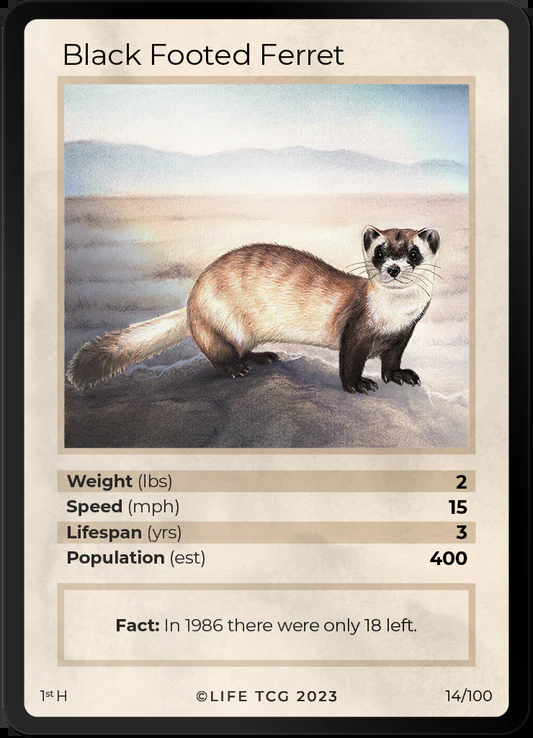 Black Footed Ferret
Weight (lbs) 2
Speed (mph) 15
Lifespan (yrs) 3
Population (est) 400
Fact: In 1986 there were only 18 left.
1st H ©LIFE TCG 2023 14/100